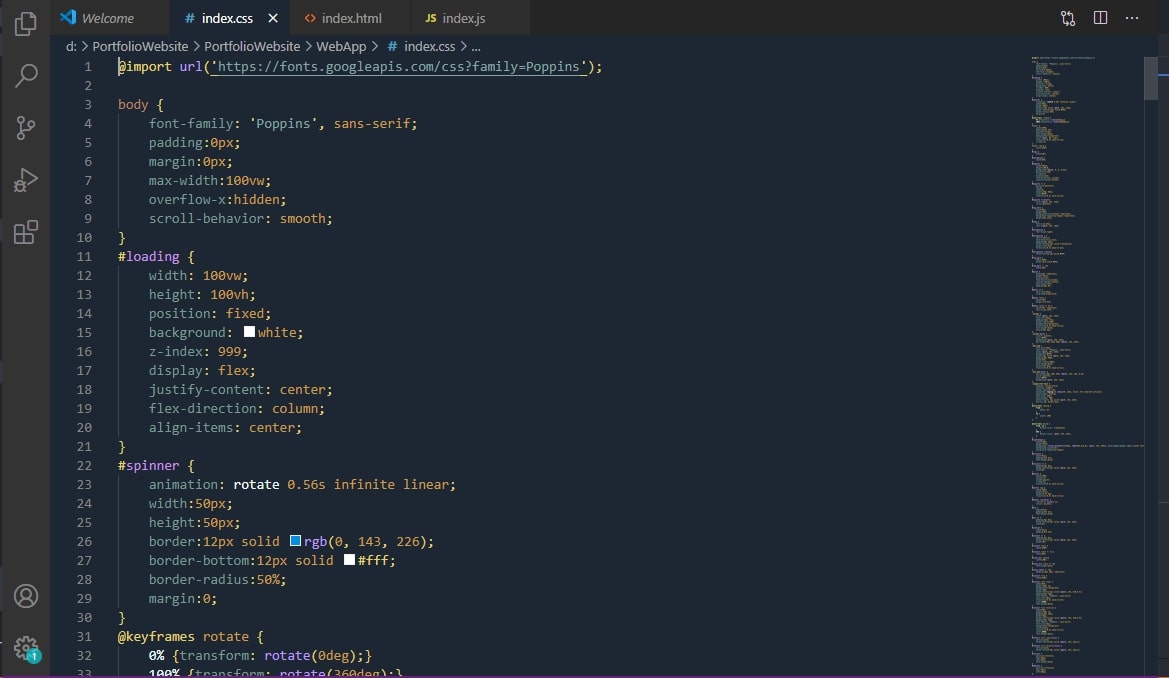 Welcome
index.css
index.html
JS index.js
d: > PortfolioWebsite > PortfolioWebsite > WebApp > # index.css > ...
1 @import url('https://fonts.googleapis.com/css?family=Poppins');
2
3 body {
4 font-family: 'Poppins', sans-serif;
5 padding:0px;
6 margin:0px;
7 max-width:100vw;
8 overflow-x:hidden;
9 scroll-behavior: smooth;
10 }
11 #loading {
12 width: 100vw;
13 height: 100vh;
14 position: fixed;
15 background: white;
16 z-index: 999;
17 display: flex;
18 justify-content: center;
19 flex-direction: column;
20 align-items: center;
21 }
22 #spinner {
23 animation: rotate 0.56s infinite linear;
24 width:50px;
25 height:50px;
26 border:12px solid rgb(0, 143, 226);
27 border-bottom:12px solid #fff;
28 border-radius:50%;
29 margin:0;
30 }
31 @keyframes rotate {
32 0% {transform: rotate(0deg);}
33 100% {transform: rotate(360deg);}
1